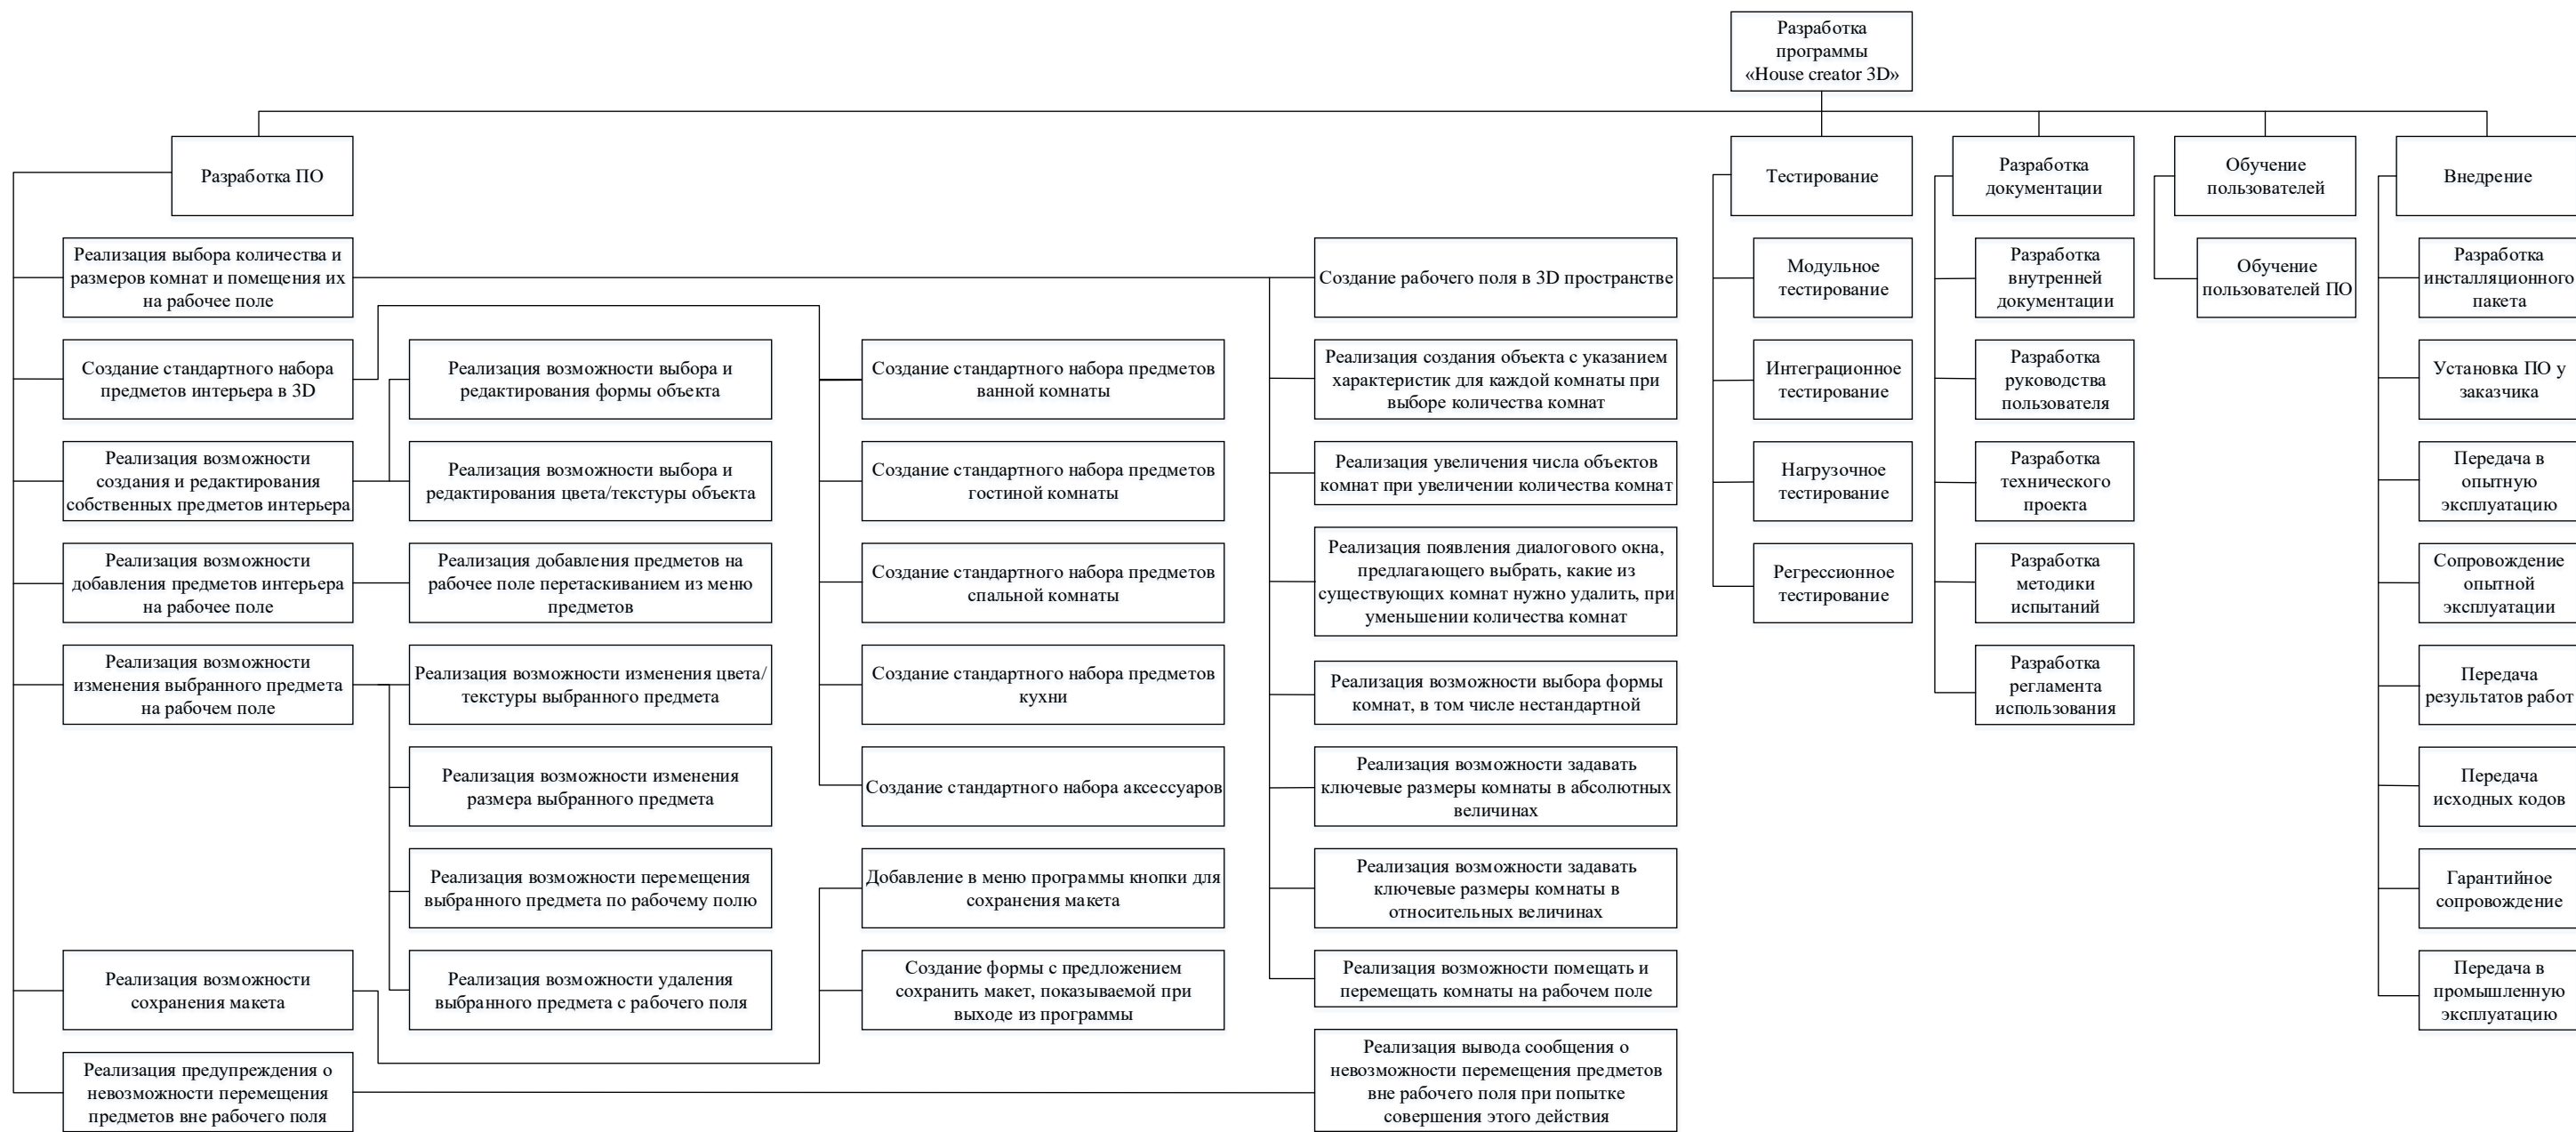 Разработка
программы
«House creator 3D»
Разработка ПО
Реализация выбора количества и
размеров комнат и помещения их
на рабочее поле
Создание стандартного набора
предметов интерьера в 3D
Реализация возможности
создания и редактирования
собственных предметов интерьера
Реализация возможности
добавления предметов интерьера
на рабочее поле
Реализация возможности
изменения выбранного предмета
на рабочем поле
Реализация возможности
сохранения макета
Реализация предупреждения о
невозможности перемещения
предметов вне рабочего поля
Реализация возможности выбора и
редактирования формы объекта
Реализация возможности выбора и
редактирования цвета/текстуры объекта
Реализация добавления предметов на
рабочее поле перетаскиванием из меню
предметов
Реализация возможности изменения цвета/
текстуры выбранного предмета
Реализация возможности изменения
размера выбранного предмета
Реализация возможности перемещения
выбранного предмета по рабочему полю
Реализация возможности удаления
выбранного предмета с рабочего поля
Создание стандартного набора предметов
ванной комнаты
Создание стандартного набора предметов
гостиной комнаты
Создание стандартного набора предметов
спальной комнаты
Создание стандартного набора предметов
кухни
Создание стандартного набора аксессуаров
Добавление в меню программы кнопки для
сохранения макета
Создание формы с предложением
сохранить макет, показываемой при
выходе из программы
Создание рабочего поля в 3D пространстве
Реализация создания объекта с указанием
характеристик для каждой комнаты при
выборе количества комнат
Реализация увеличения числа объектов
комнат при увеличении количества комнат
Реализация появления диалогового окна,
предлагающего выбрать, какие из
существующих комнат нужно удалить, при
уменьшении количества комнат
Реализация возможности выбора формы
комнат, в том числе нестандартной
Реализация возможности задавать
ключевые размеры комнаты в абсолютных
величинах
Реализация возможности задавать
ключевые размеры комнаты в
относительных величинах
Реализация возможности помещать и
перемещать комнаты на рабочем поле
Реализация вывода сообщения о
невозможности перемещения предметов
вне рабочего поля при попытке
совершения этого действия
Тестирование
Модульное
тестирование
Интеграционное
тестирование
Нагрузочное
тестирование
Регрессионное
тестирование
Разработка
документации
Разработка
внутренней
документации
Разработка
руководства
пользователя
Разработка
технического
проекта
Разработка
методики
испытаний
Разработка
регламента
использования
Обучение
пользователей
Обучение
пользователей ПО
Внедрение
Разработка
инсталляционного
пакета
Установка ПО у
заказчика
Передача в
опытную
эксплуатацию
Сопровождение
опытной
эксплуатации
Передача
результатов работ
Передача
исходных кодов
Гарантийное
сопровождение
Передача в
промышленную
эксплуатацию